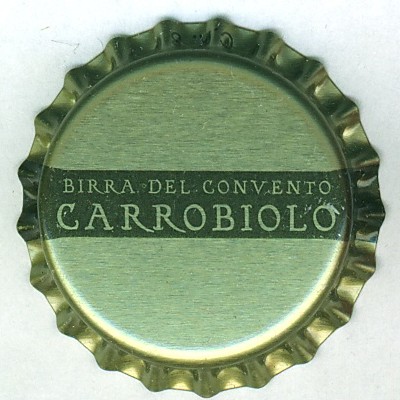 BIRRA DEL CONVENTO
CARROBIOLO